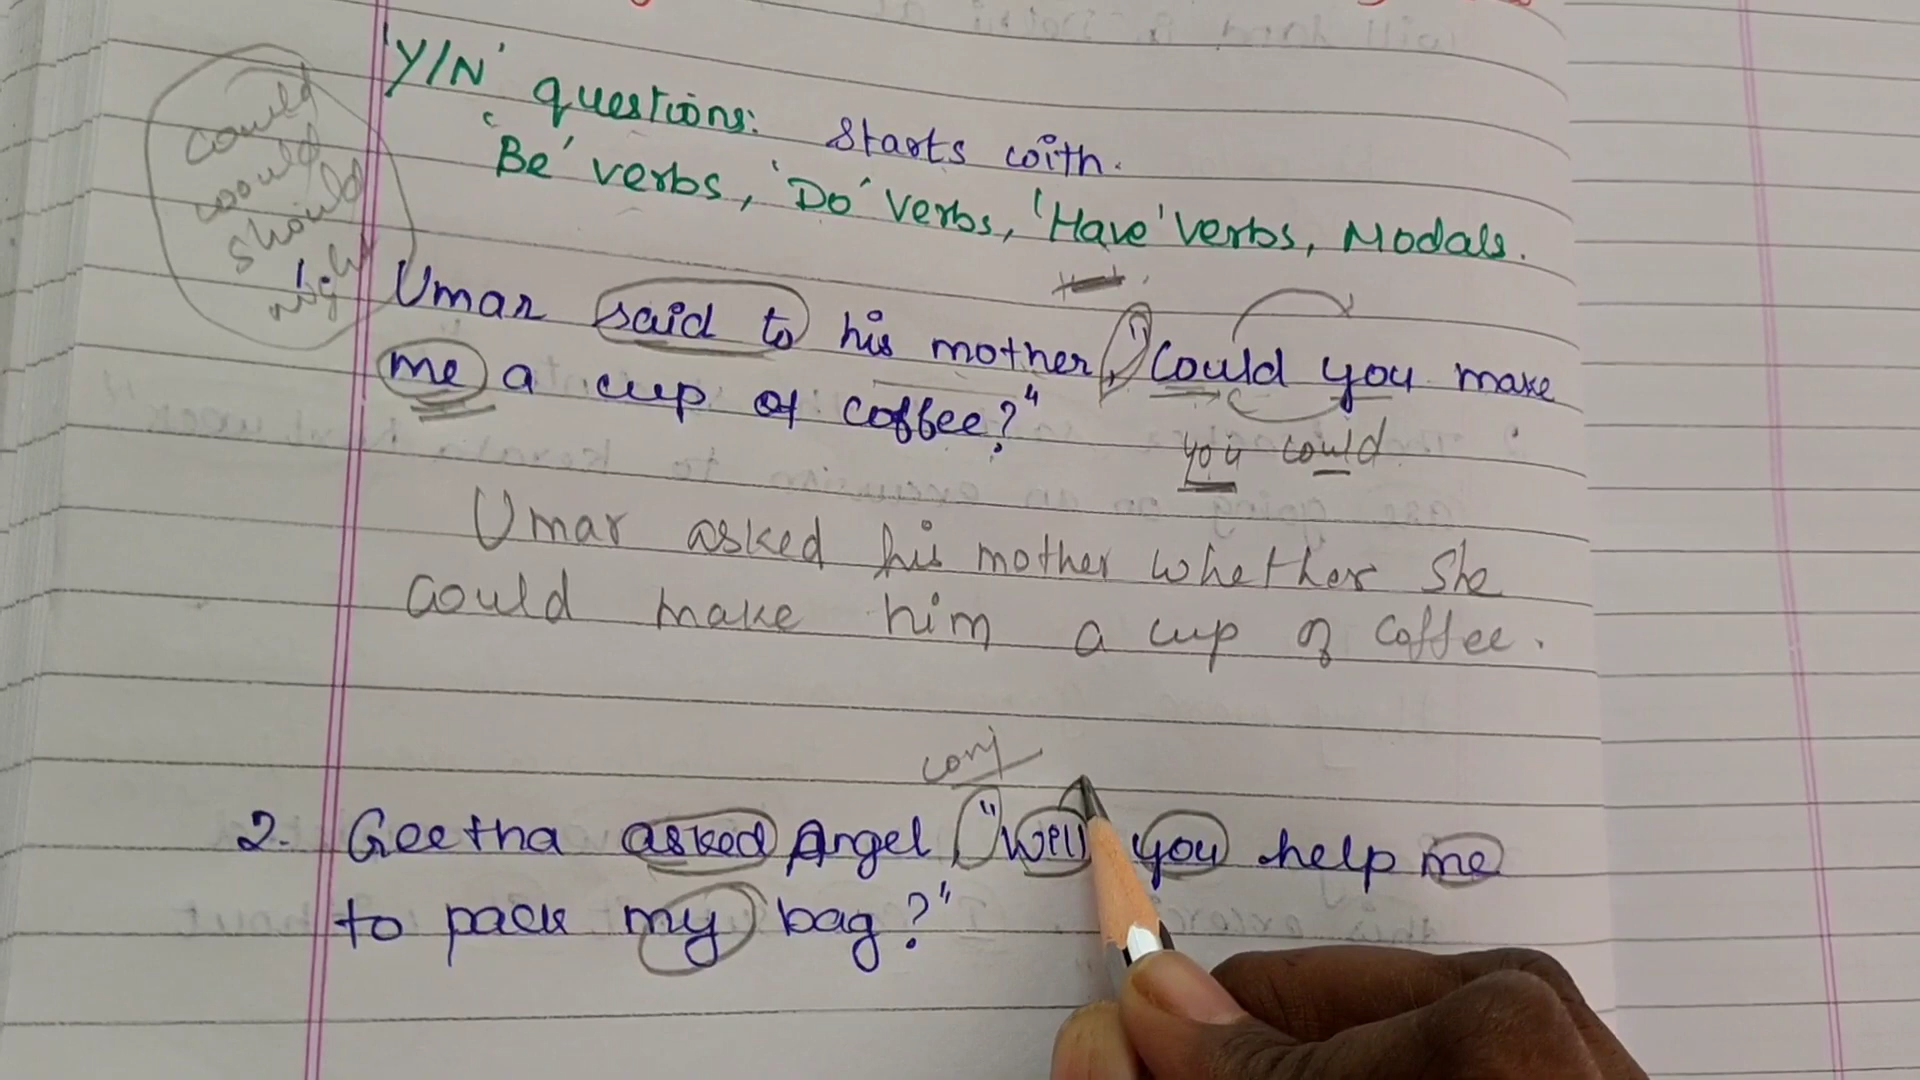 'Y/N' questions: starts with.
'Be' verbs, 'Do' verbs, 'Have' verbs, Modals.
could
would
should
1. Umar said to his mother, "Could you make
me a cup of coffee?"
you could
Umar asked his mother whether she
could make him a cup of coffee.
conj
2. Geetha asked Angel, "Will you help me
to pack my bag?"